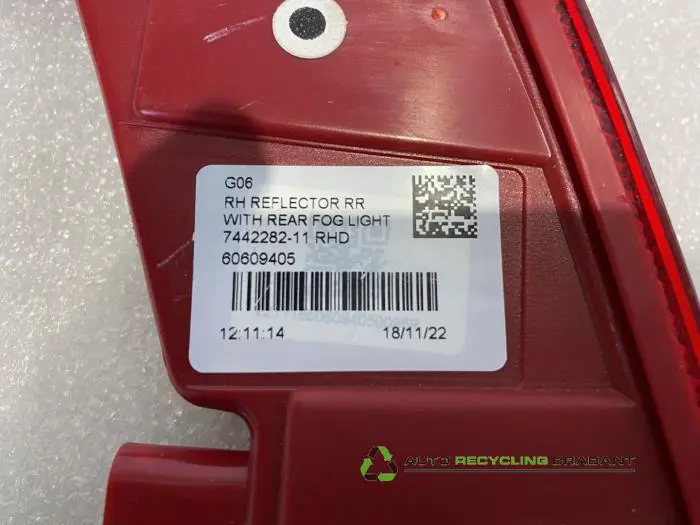 G06
RH REFLECTOR RR
WITH REAR FOG LIGHT
7442282-11 RHD
60609405
12:11:14 18/11/22
AUTO RECYCLING BRABANT